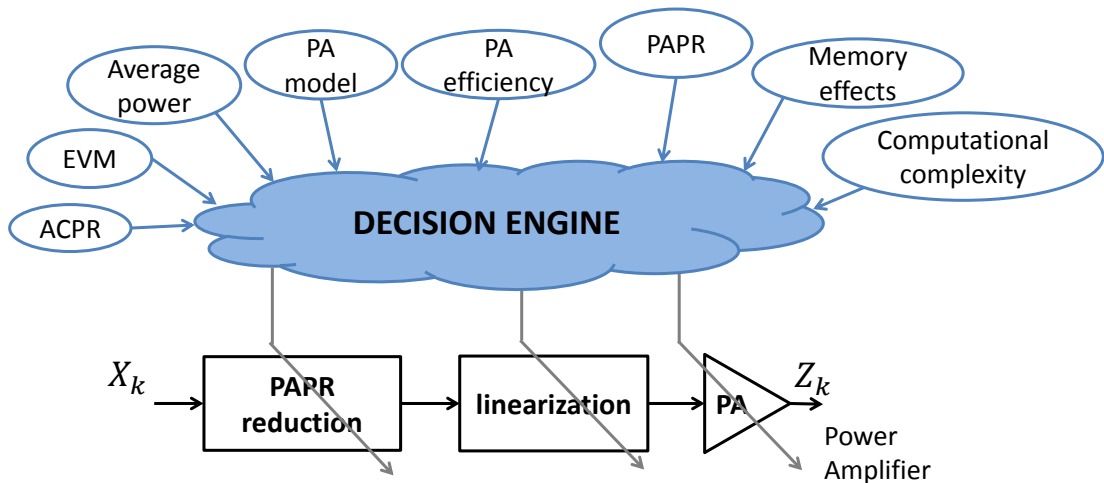 Average
power
PA
model
PA
efficiency
PAPR
Memory
effects
Computational
complexity
EVM
ACPR
DECISION ENGINE
X_k
PAPR
reduction
linearization
PA
Z_k
Power
Amplifier